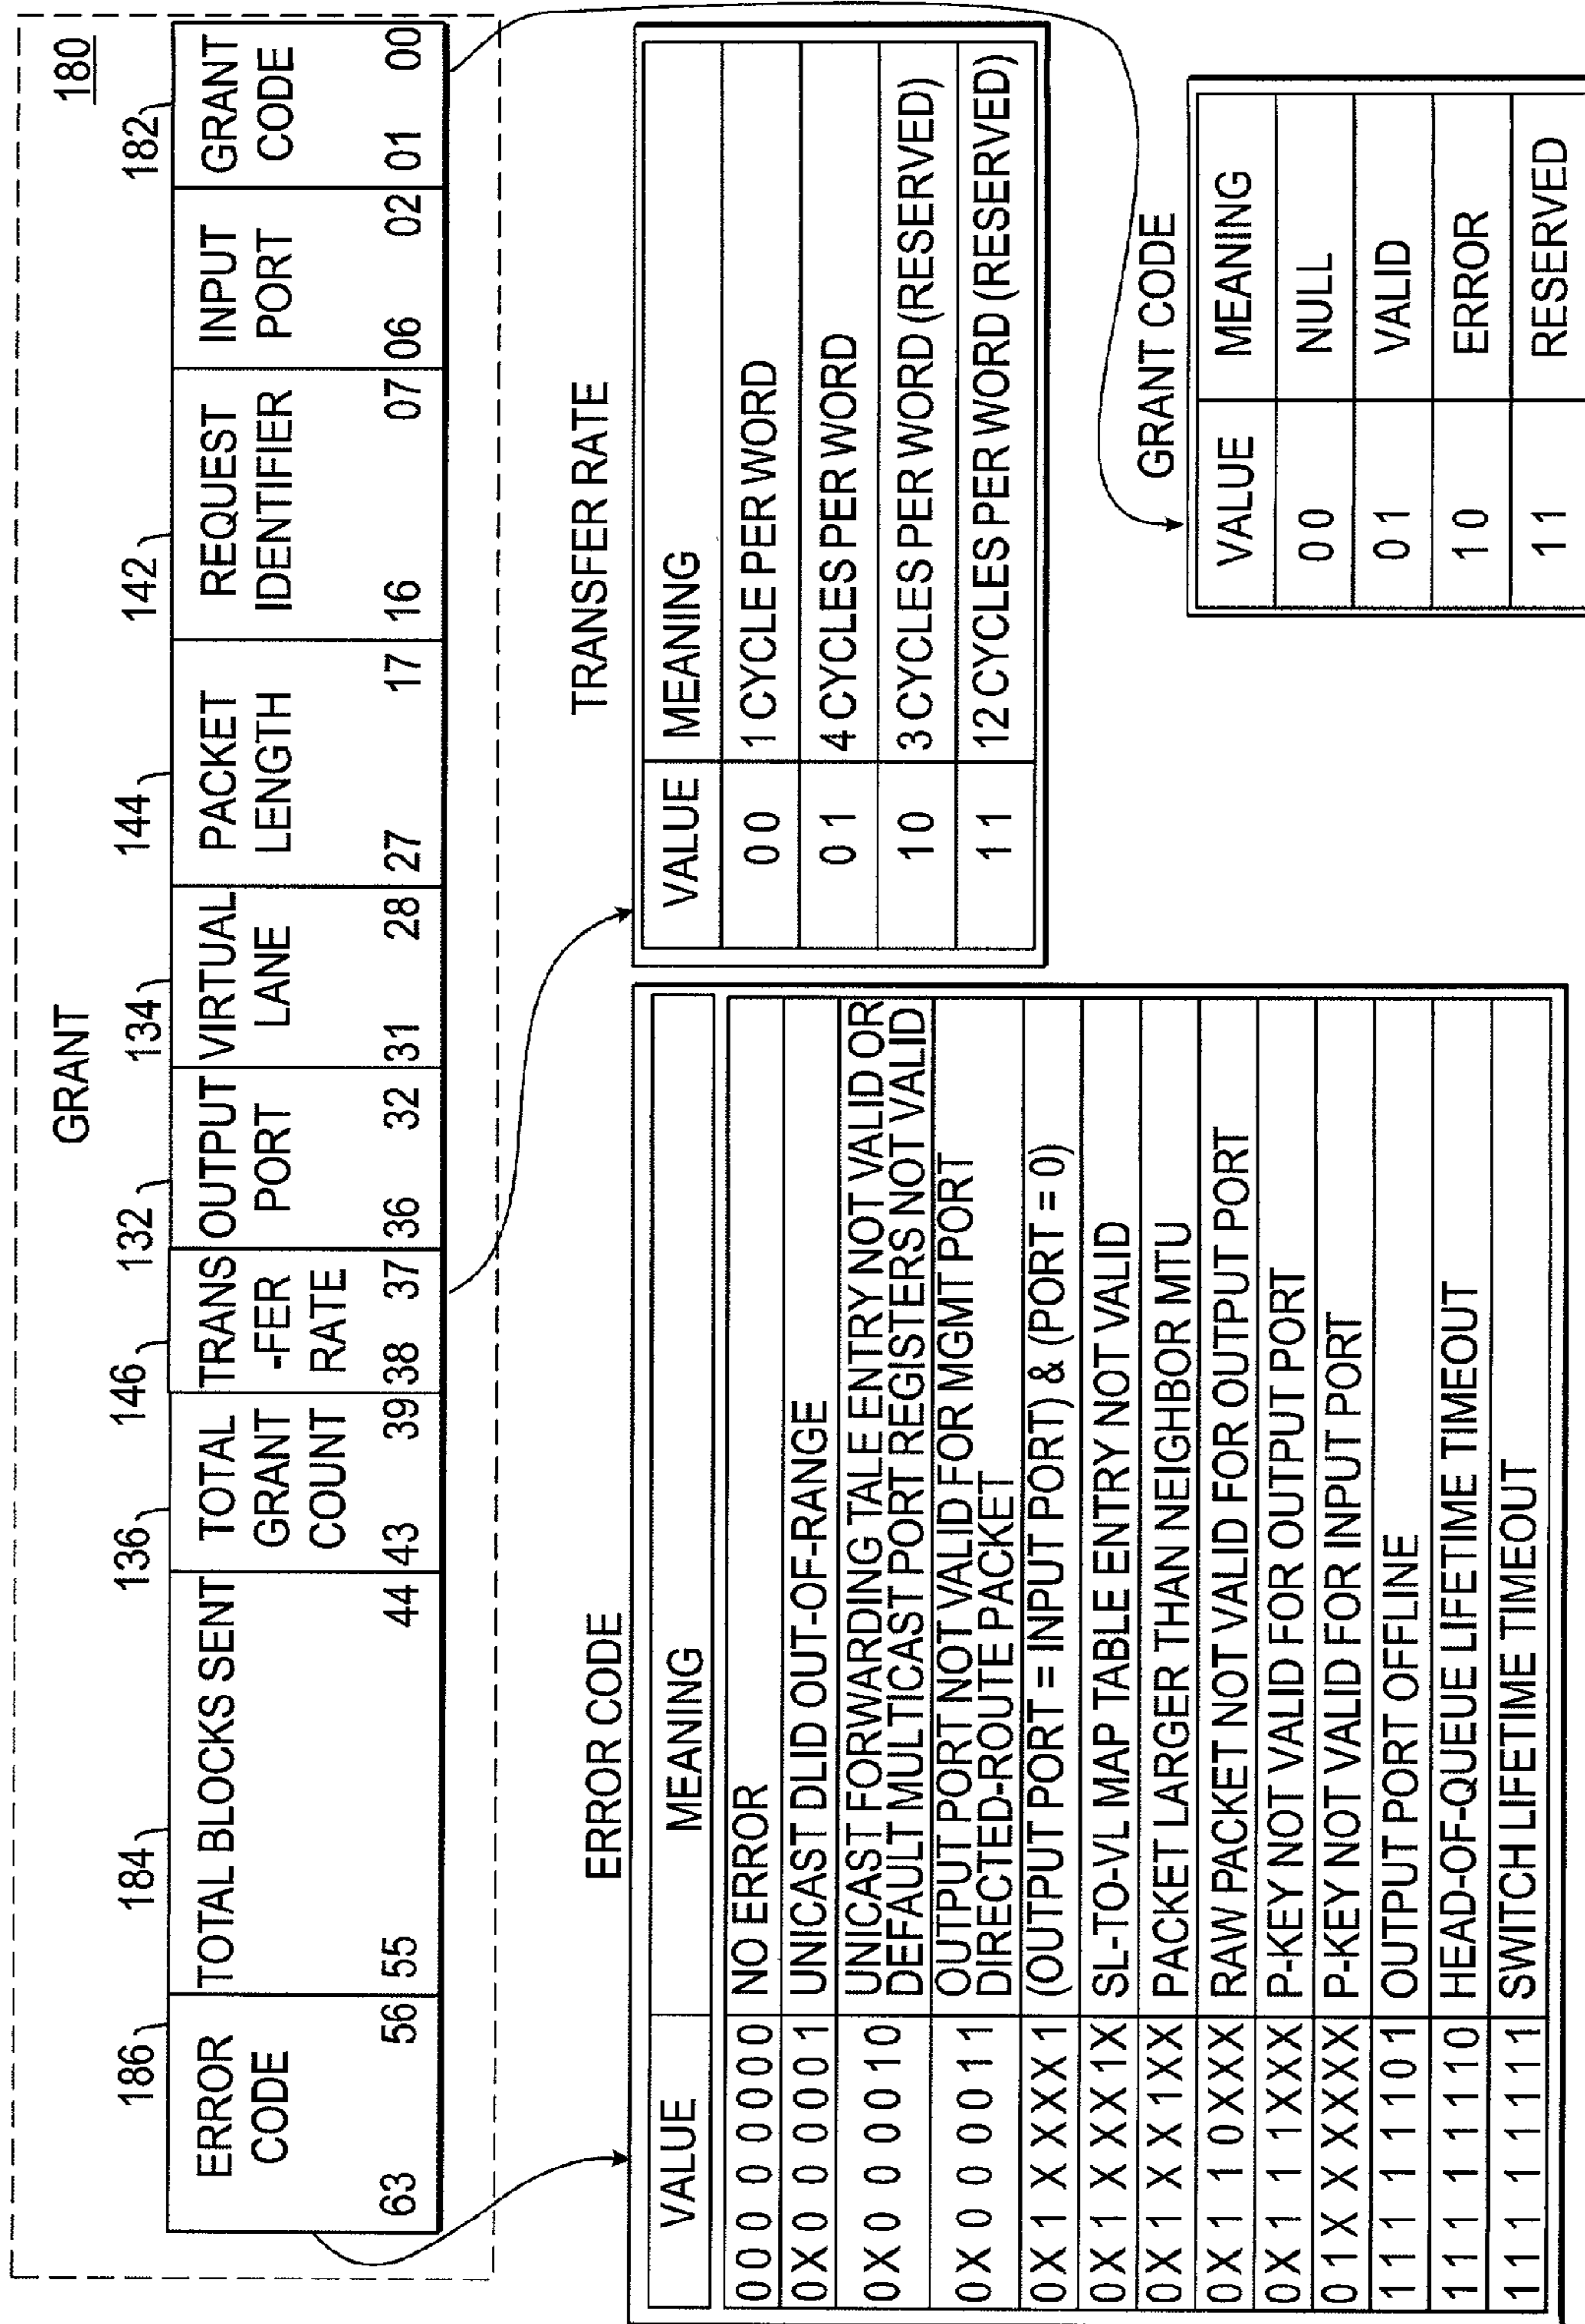 GRANT
180
186
184
136
146
132
134
144
142
182
ERROR CODE
63 56
TOTAL BLOCKS SENT
55 44
TOTAL GRANT COUNT
43 39
TRANS -FER RATE
38 37
OUTPUT PORT
36 32
VIRTUAL LANE
31 28
PACKET LENGTH
27 17
REQUEST IDENTIFIER
16 07
INPUT PORT
06 02
GRANT CODE
01 00
ERROR CODE
VALUE MEANING
0 0 0 0 0 0 0 0 NO ERROR
0 X 0 0 0 0 0 1 UNICAST DLID OUT-OF-RANGE
0 X 0 0 0 0 1 0 UNICAST FORWARDING TALE ENTRY NOT VALID OR
DEFAULT MULTICAST PORT REGISTERS NOT VALID
0 X 0 0 0 0 1 1 OUTPUT PORT NOT VALID FOR MGMT PORT
DIRECTED-ROUTE PACKET
0 X 1 X X X X 1 (OUTPUT PORT = INPUT PORT) & (PORT = 0)
0 X 1 X X X 1 X SL-TO-VL MAP TABLE ENTRY NOT VALID
0 X 1 X X 1 X X PACKET LARGER THAN NEIGHBOR MTU
0 X 1 1 0 X X X RAW PACKET NOT VALID FOR OUTPUT PORT
0 X 1 1 1 X X X P-KEY NOT VALID FOR OUTPUT PORT
0 1 X X X X X X P-KEY NOT VALID FOR INPUT PORT
1 1 1 1 1 1 0 1 OUTPUT PORT OFFLINE
1 1 1 1 1 1 1 0 HEAD-OF-QUEUE LIFETIME TIMEOUT
1 1 1 1 1 1 1 1 SWITCH LIFETIME TIMEOUT
TRANSFER RATE
VALUE MEANING
0 0 1 CYCLE PER WORD
0 1 4 CYCLES PER WORD
1 0 3 CYCLES PER WORD (RESERVED)
1 1 12 CYCLES PER WORD (RESERVED)
GRANT CODE
VALUE MEANING
0 0 NULL
0 1 VALID
1 0 ERROR
1 1 RESERVED